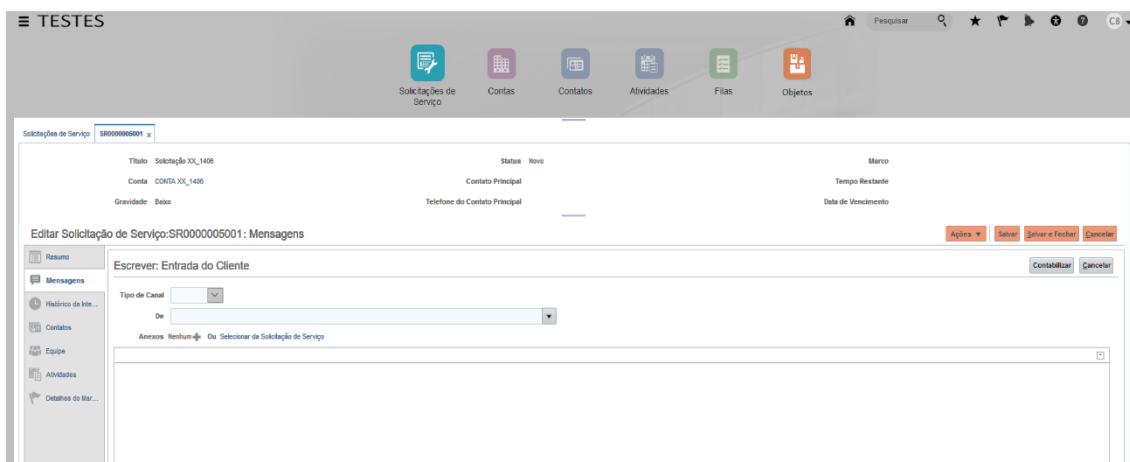 TESTES
Pesquisar
CB
Solicitações de Serviço
Contas
Contatos
Atividades
Filas
Objetos
Solicitações de Serviço
SR0000005001 x
Título Solicitação XX_1406
Status Novo
Marco
Conta CONTA XX_1406
Contato Principal
Tempo Restante
Gravidade Baixo
Telefone do Contato Principal
Data de Vencimento
Editar Solicitação de Serviço:SR0000005001: Mensagens
Ações
Salvar
Salvar e Fechar
Cancelar
Resumo
Mensagens
Histórico da Inte...
Contatos
Equipe
Atividades
Detalhes do Mar...
Escrever: Entrada do Cliente
Contabilizar
Cancelar
Tipo de Canal
De
Anexos Nenhum Ou Selecionar da Solicitação de Serviço